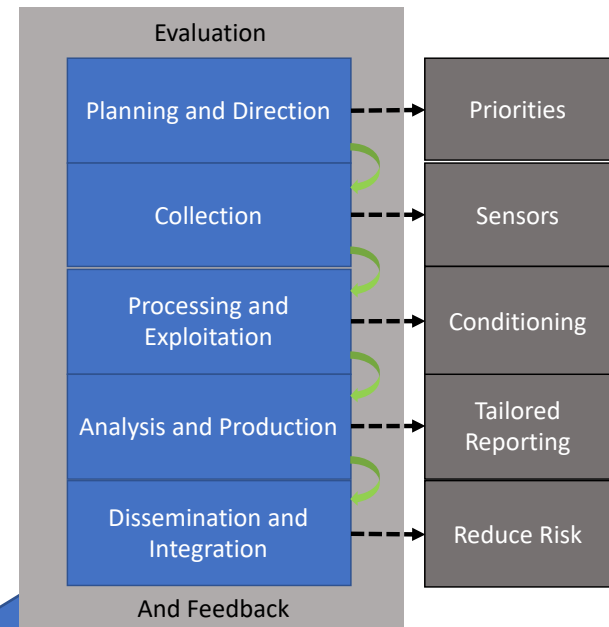 Evaluation
Planning and Direction
Priorities
Collection
Sensors
Processing and
Exploitation
Conditioning
Analysis and Production
Tailored
Reporting
Dissemination and
Integration
Reduce Risk
And Feedback